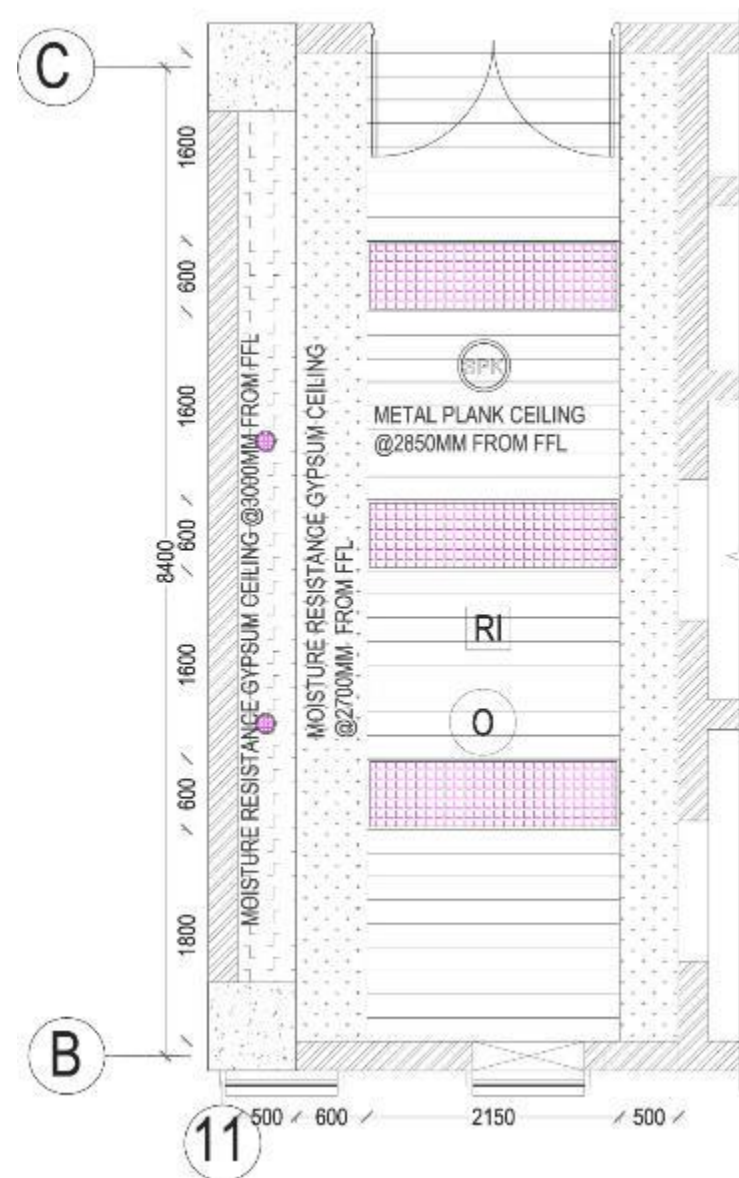 C
1600
600
1600
600
8400
1600
600
1800
MOISTURE RESISTANCE GYPSUM CEILING @3000MM FROM FFL
MOISTURE RESISTANCE GYPSUM CEILING
@2700MM FROM FFL
SPK
METAL PLANK CEILING
@2850MM FROM FFL
RI
O
B
11
500
600
2150
500